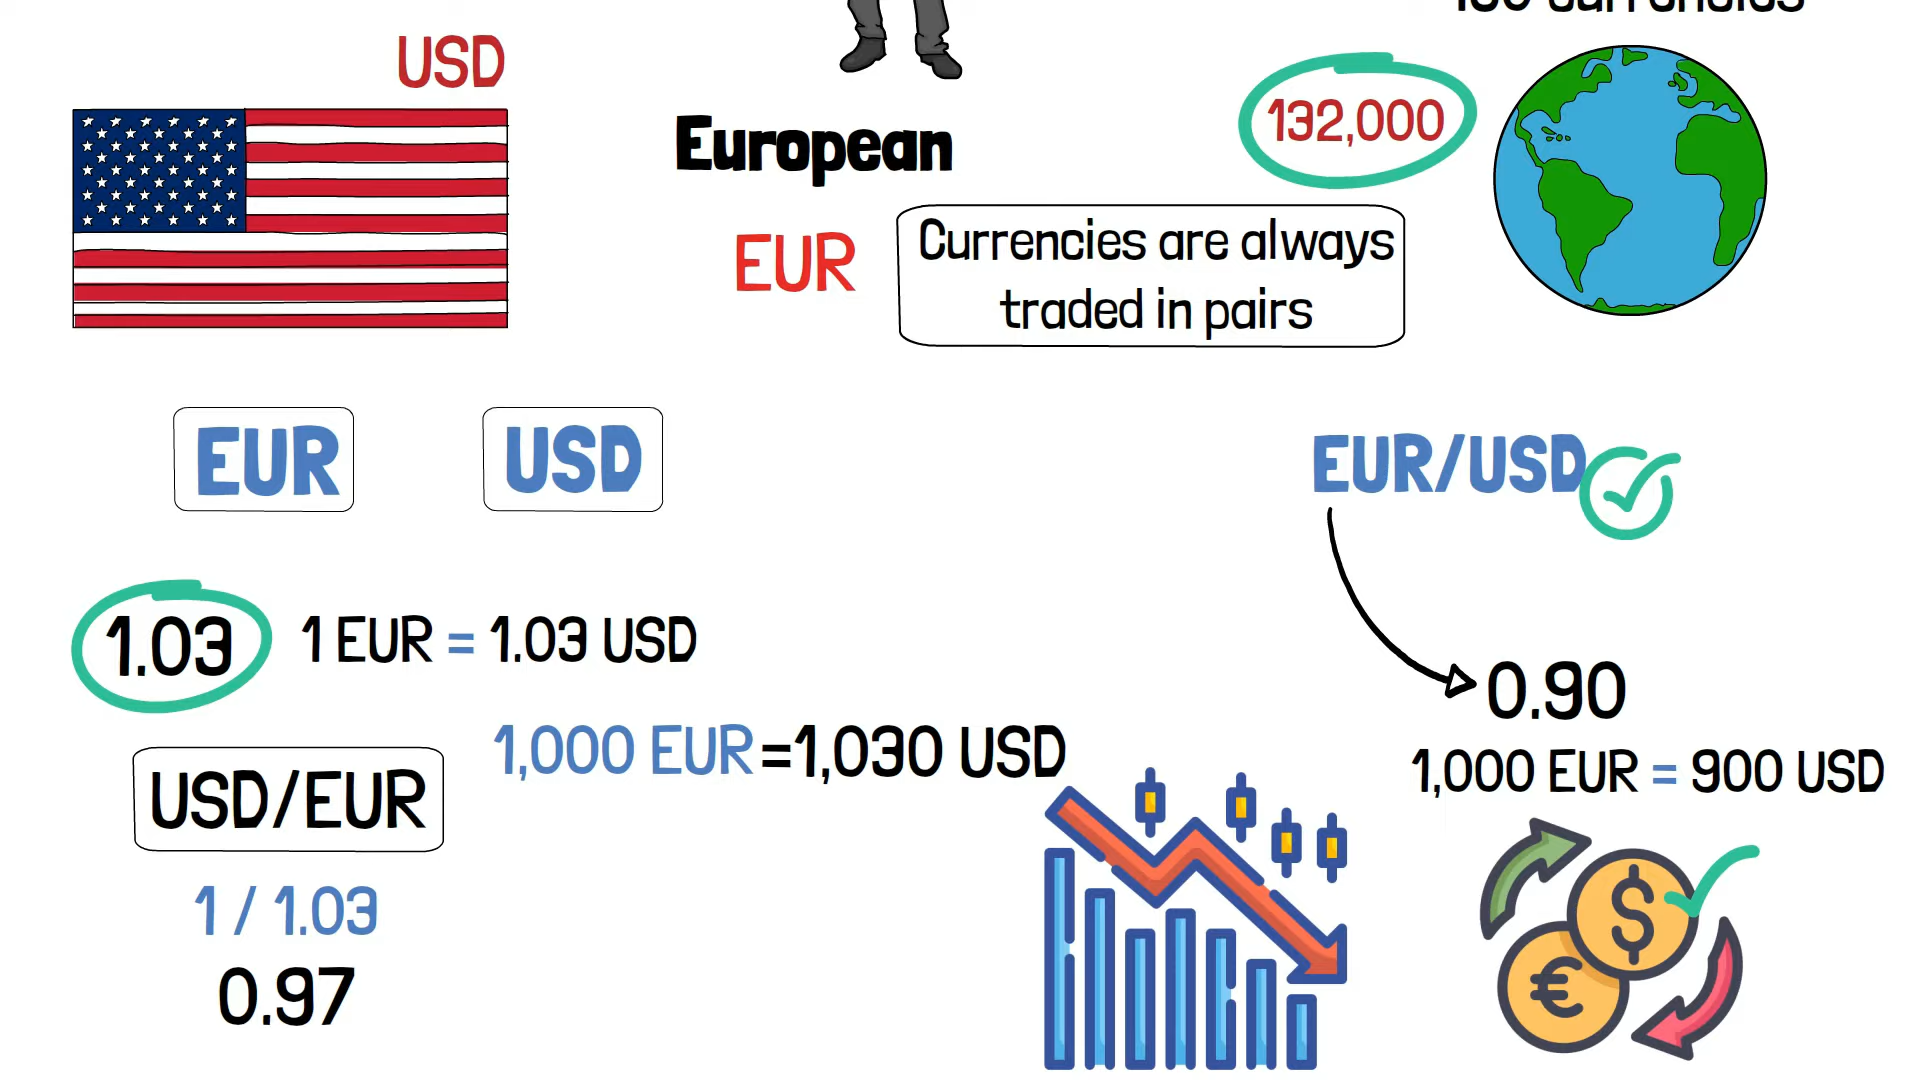 currencies
USD
132,000
European
EUR
Currencies are always
traded in pairs
EUR
USD
EUR/USD
1.03
1 EUR = 1.03 USD
0.90
1,000 EUR=1,030 USD
1,000 EUR = 900 USD
USD/EUR
1 / 1.03
0.97
$
€